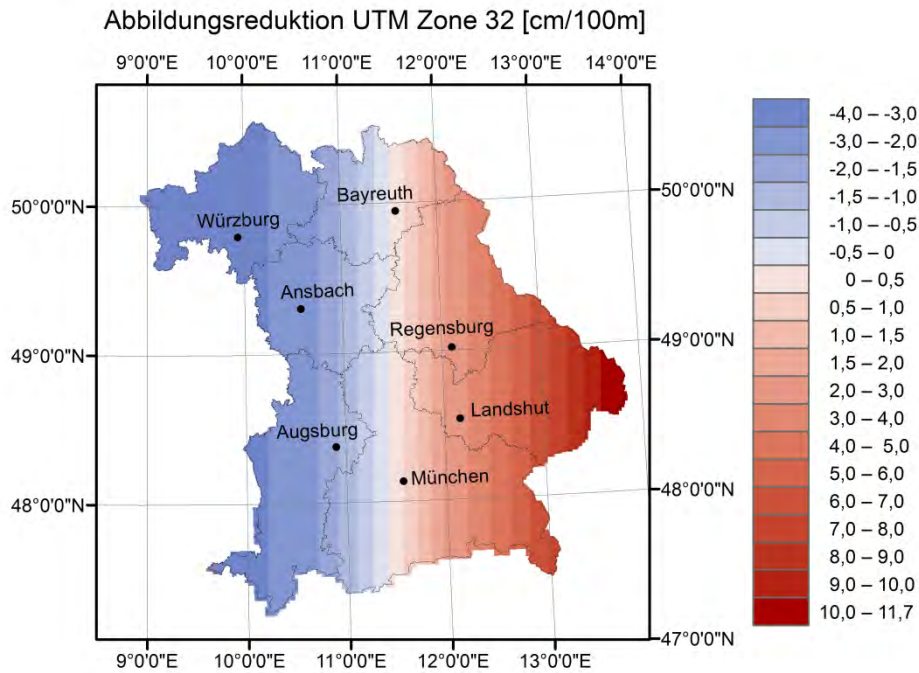 Abbildungsreduktion UTM Zone 32 [cm/100m]
9°0'0"E 10°0'0"E 11°0'0"E 12°0'0"E 13°0'0"E 14°0'0"E
50°0'0"N
49°0'0"N
48°0'0"N
Bayreuth
Würzburg
Ansbach
Regensburg
Landshut
Augsburg
München
50°0'0"N
49°0'0"N
48°0'0"N
47°0'0"N
9°0'0"E 10°0'0"E 11°0'0"E 12°0'0"E 13°0'0"E
-4,0 – -3,0
-3,0 – -2,0
-2,0 – -1,5
-1,5 – -1,0
-1,0 – -0,5
-0,5 – 0
0 – 0,5
0,5 – 1,0
1,0 – 1,5
1,5 – 2,0
2,0 – 3,0
3,0 – 4,0
4,0 – 5,0
5,0 – 6,0
6,0 – 7,0
7,0 – 8,0
8,0 – 9,0
9,0 – 10,0
10,0 – 11,7